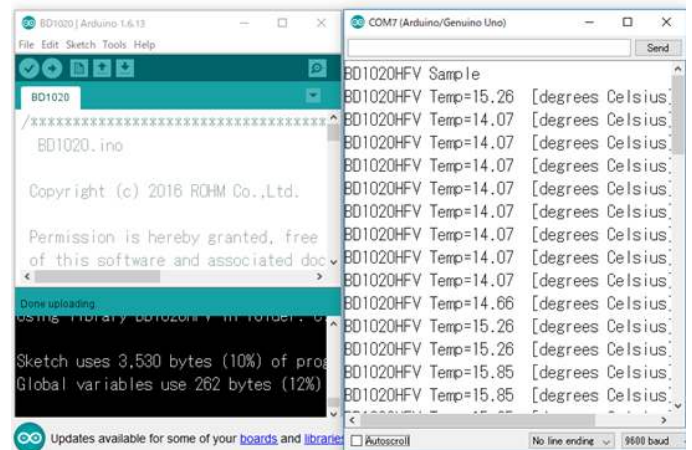 BD1020 | Arduino 1.6.13
File Edit Sketch Tools Help
BD1020
/**********************************
BD1020.ino
Copyright (c) 2016 ROHM Co.,Ltd.
Permission is hereby granted, free
of this software and associated doc
Done uploading.
Using library BD1020HFV in folder: C
Sketch uses 3,530 bytes (10%) of prog
Global variables use 262 bytes (12%)
Updates available for some of your boards and libraries
COM7 (Arduino/Genuino Uno)
Send
BD1020HFV Sample
BD1020HFV Temp=15.26 [degrees Celsius]
BD1020HFV Temp=14.07 [degrees Celsius]
BD1020HFV Temp=14.07 [degrees Celsius]
BD1020HFV Temp=14.07 [degrees Celsius]
BD1020HFV Temp=14.07 [degrees Celsius]
BD1020HFV Temp=14.07 [degrees Celsius]
BD1020HFV Temp=14.07 [degrees Celsius]
BD1020HFV Temp=14.07 [degrees Celsius]
BD1020HFV Temp=14.07 [degrees Celsius]
BD1020HFV Temp=14.66 [degrees Celsius]
BD1020HFV Temp=15.26 [degrees Celsius]
BD1020HFV Temp=15.26 [degrees Celsius]
BD1020HFV Temp=15.85 [degrees Celsius]
BD1020HFV Temp=15.85 [degrees Celsius]
Autoscroll
No line ending
9600 baud